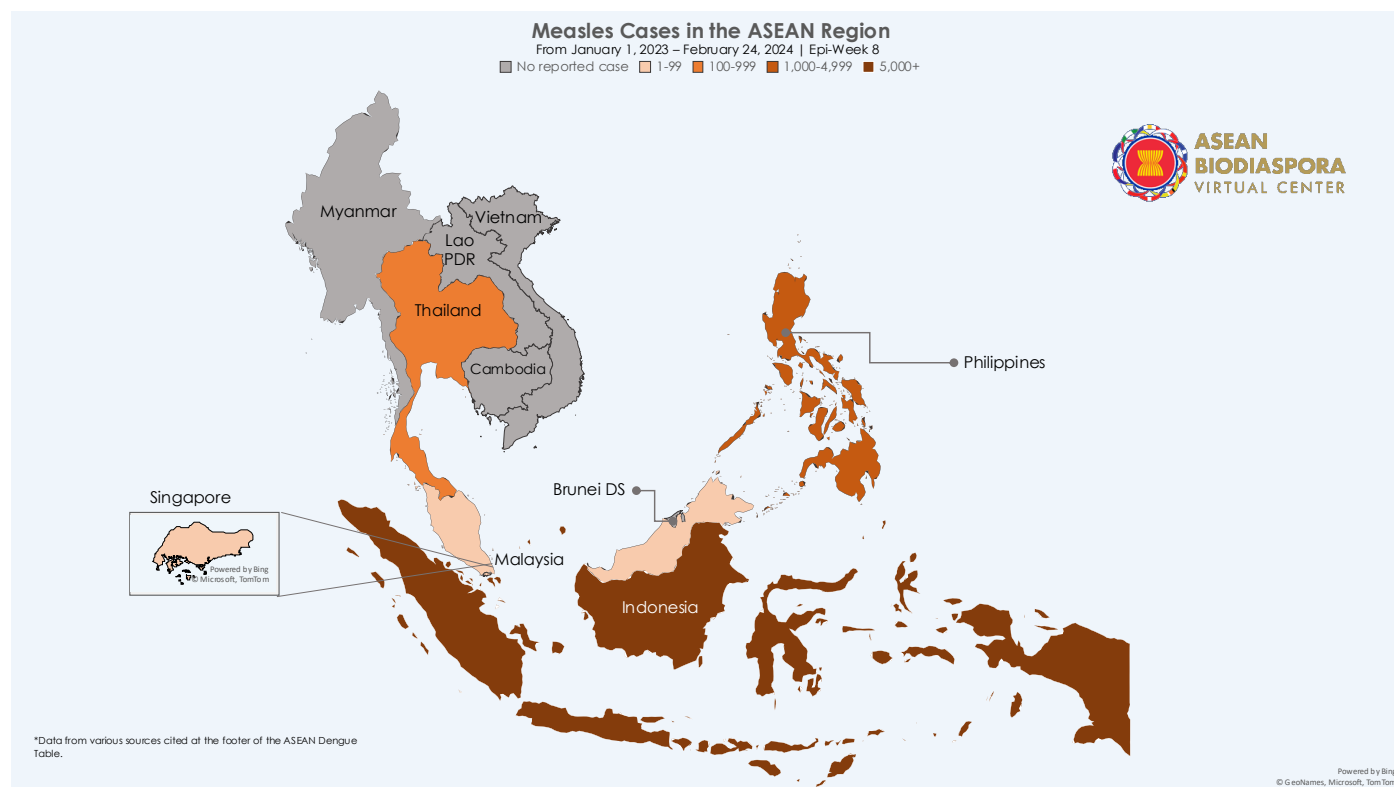 Measles Cases in the ASEAN Region
From January 1, 2023 – February 24, 2024 | Epi-Week 8
No reported case 1-99 100-999 1,000-4,999 5,000+
ASEAN
BIODIASPORA
VIRTUAL CENTER
Myanmar
Vietnam
Lao
PDR
Thailand
Cambodia
Philippines
Brunei DS
Singapore
Powered by Bing
© Microsoft, TomTom
Malaysia
Indonesia
*Data from various sources cited at the footer of the ASEAN Dengue
Table.
Powered by Bing
© GeoNames, Microsoft, TomTom